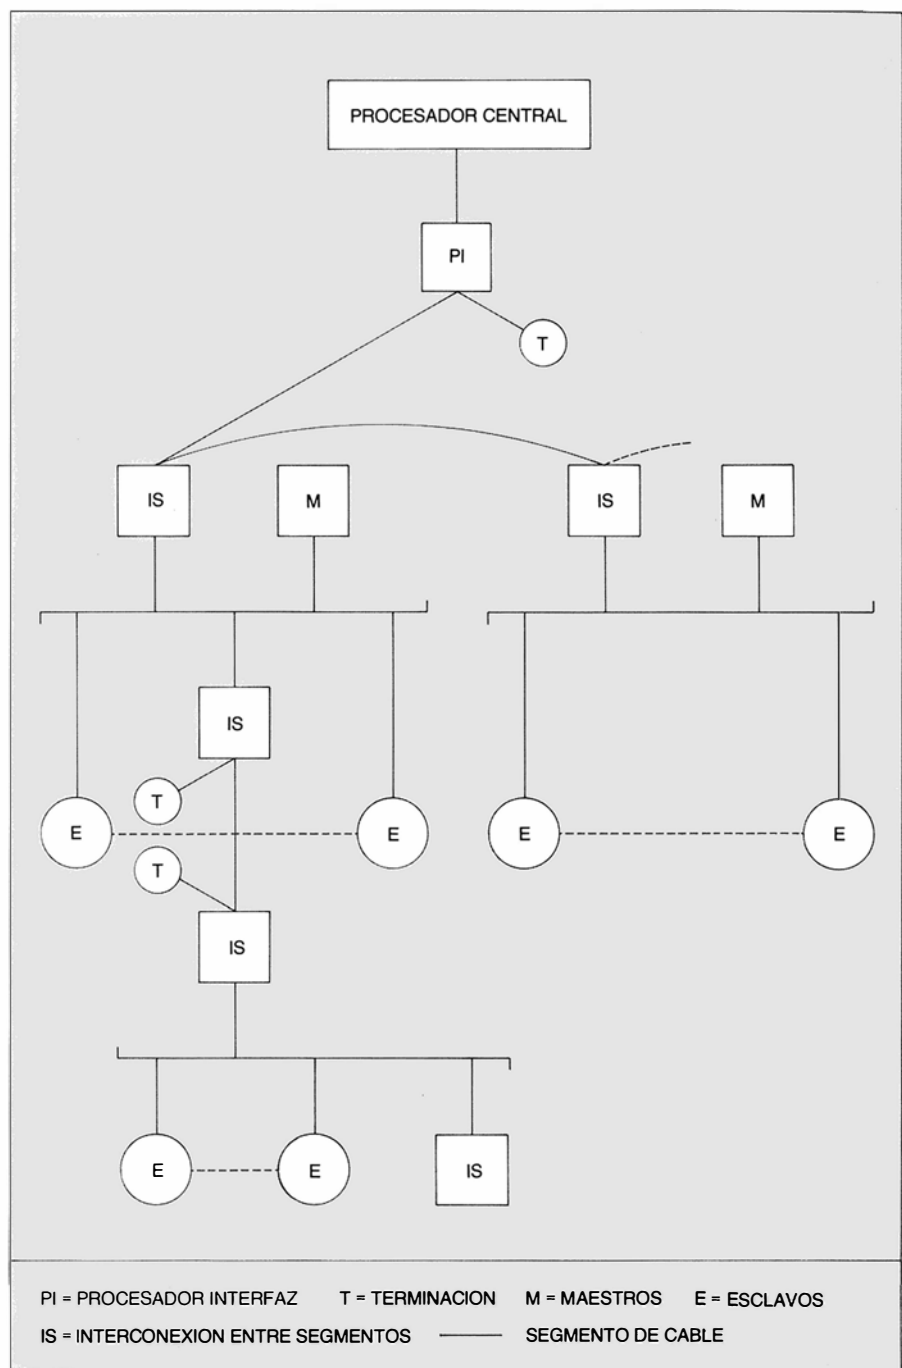 PROCESADOR CENTRAL
PI
T
IS
M
IS
M
IS
T
E
E
E
E
T
IS
E
E
IS
PI = PROCESADOR INTERFAZ T = TERMINACION M = MAESTROS E = ESCLAVOS
IS = INTERCONEXION ENTRE SEGMENTOS ——— SEGMENTO DE CABLE